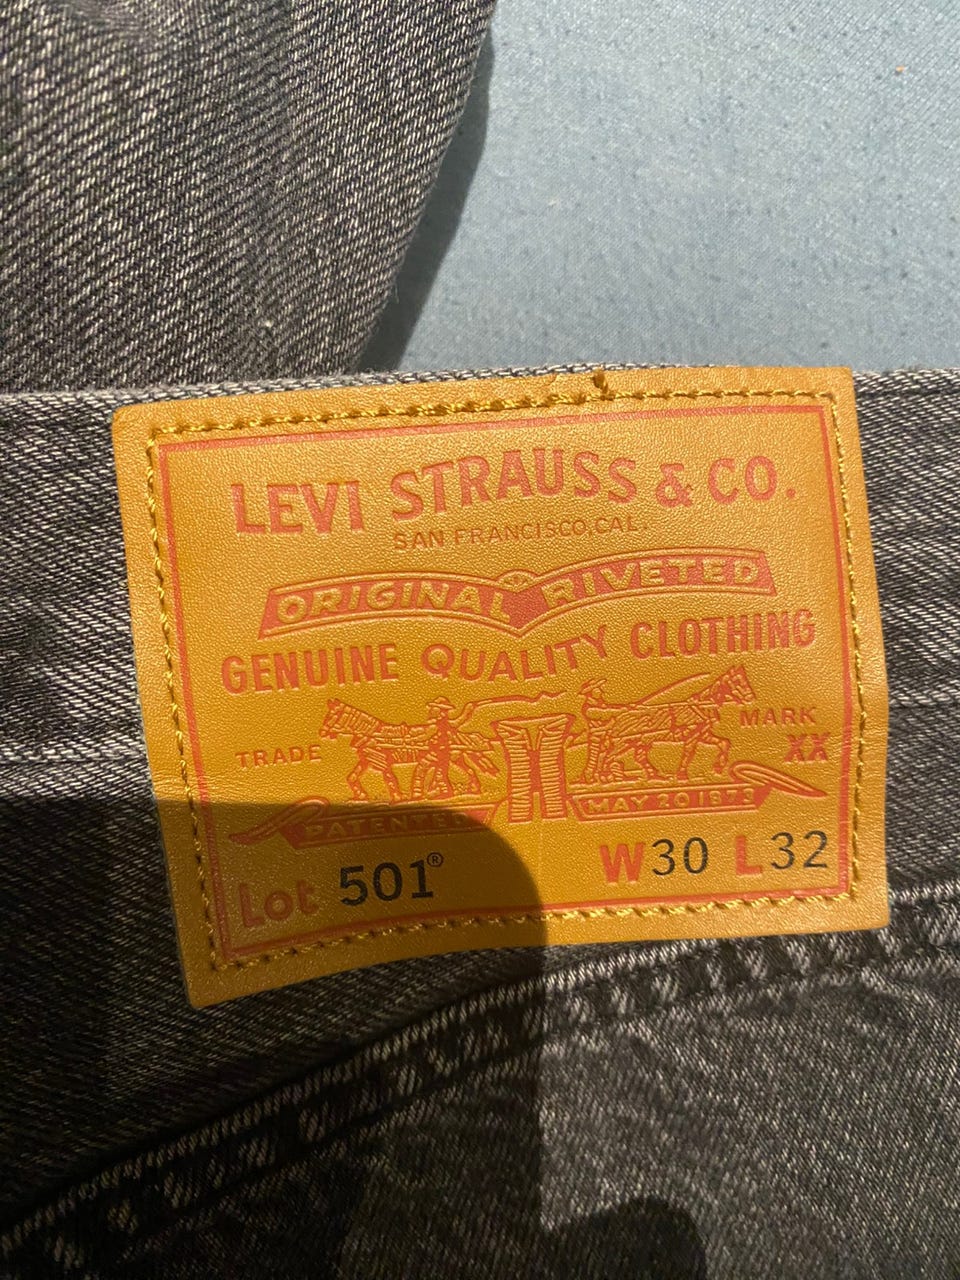 LEVI STRAUSS & CO.
SAN FRANCISCO, CAL.
ORIGINAL RIVETED
GENUINE QUALITY CLOTHING
TRADE MARK
XX
PATENTED MAY 20 1873
Lot 501® W30 L32